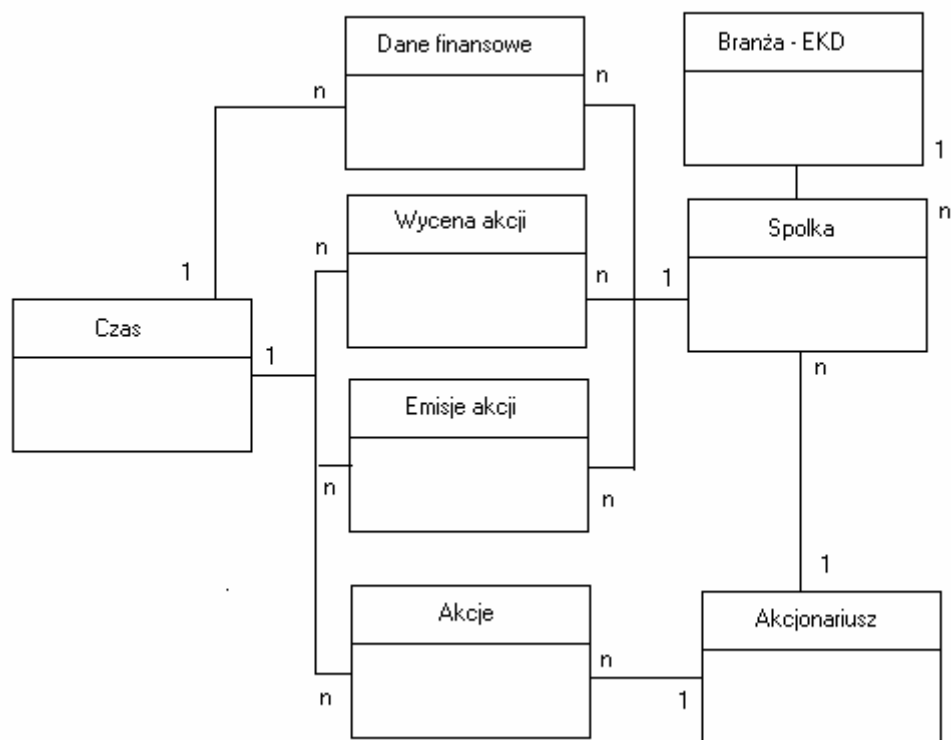 Dane finansowe
Branża - EKD
n
n
1
Wycena akcji
Spolka
n
n
n
1
1
Czas
1
n
Emisje akcji
n
n
1
Akcje
Akcjonariusz
n
n
1